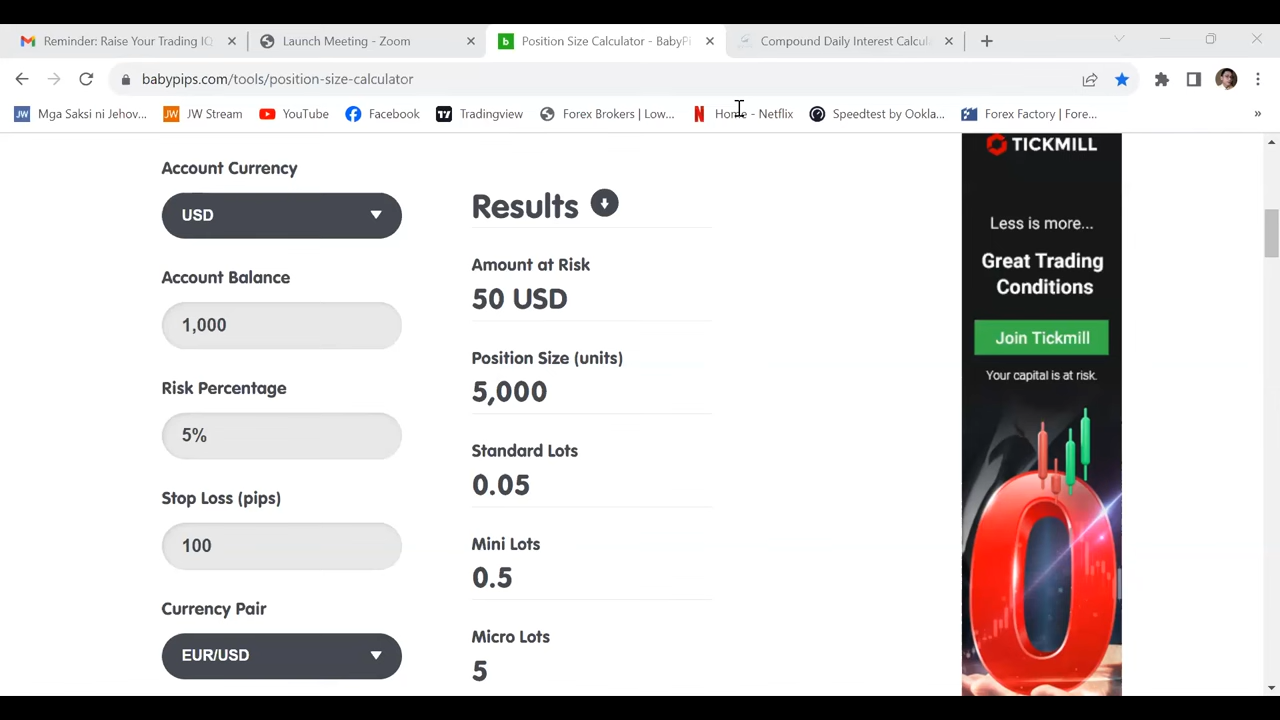 Reminder: Raise Your Trading IQ
Launch Meeting - Zoom
Position Size Calculator - BabyPi
Compound Daily Interest Calcul
babypips.com/tools/position-size-calculator
Mga Saksi ni Jehov...
JW Stream
YouTube
Facebook
Tradingview
Forex Brokers | Low...
Home - Netflix
Speedtest by Ookla...
Forex Factory | Fore...
»
Account Currency
USD
Account Balance
1,000
Risk Percentage
5%
Stop Loss (pips)
100
Currency Pair
EUR/USD
Results
Amount at Risk
50 USD
Position Size (units)
5,000
Standard Lots
0.05
Mini Lots
0.5
Micro Lots
5
TICKMILL
Less is more...
Great Trading
Conditions
Join Tickmill
Your capital is at risk.
0